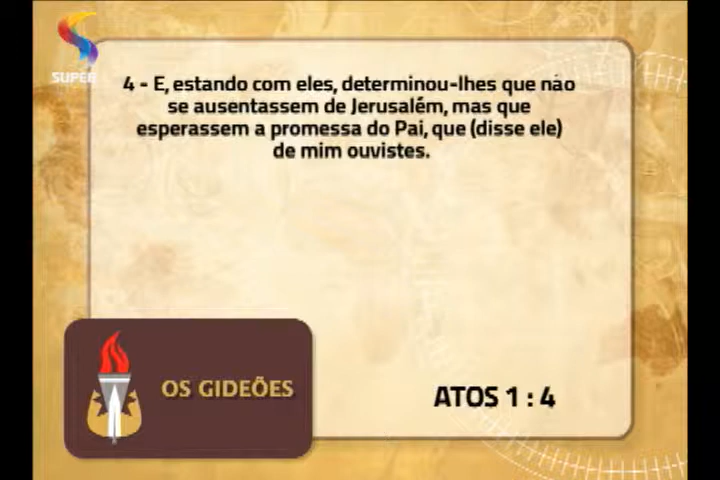 SUPER
4 - E, estando com eles, determinou-lhes que não
se ausentassem de Jerusalém, mas que
esperassem a promessa do Pai, que (disse ele)
de mim ouvistes.
OS GIDEÕES
ATOS 1 : 4